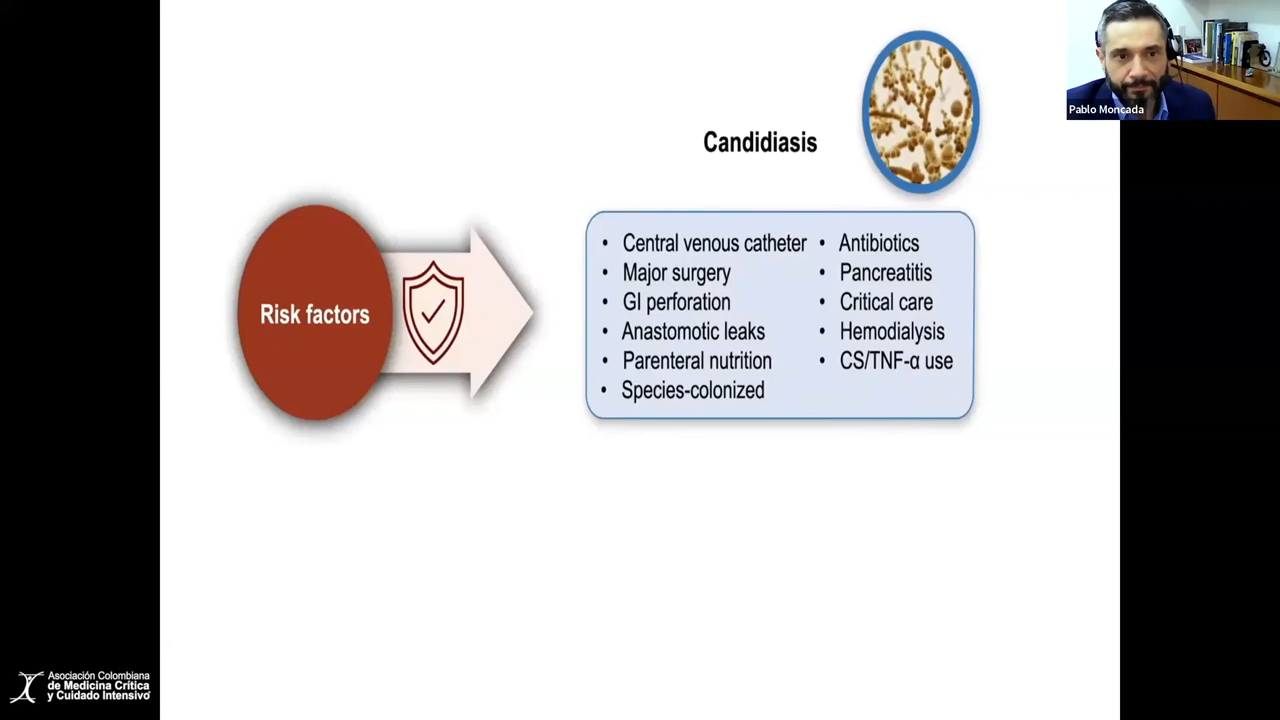 Pablo Moncada
Candidiasis
Risk factors
• Central venous catheter
• Major surgery
• GI perforation
• Anastomotic leaks
• Parenteral nutrition
• Species-colonized
• Antibiotics
• Pancreatitis
• Critical care
• Hemodialysis
• CS/TNF-α use
Asociación Colombiana
de Medicina Crítica
y Cuidado Intensivo